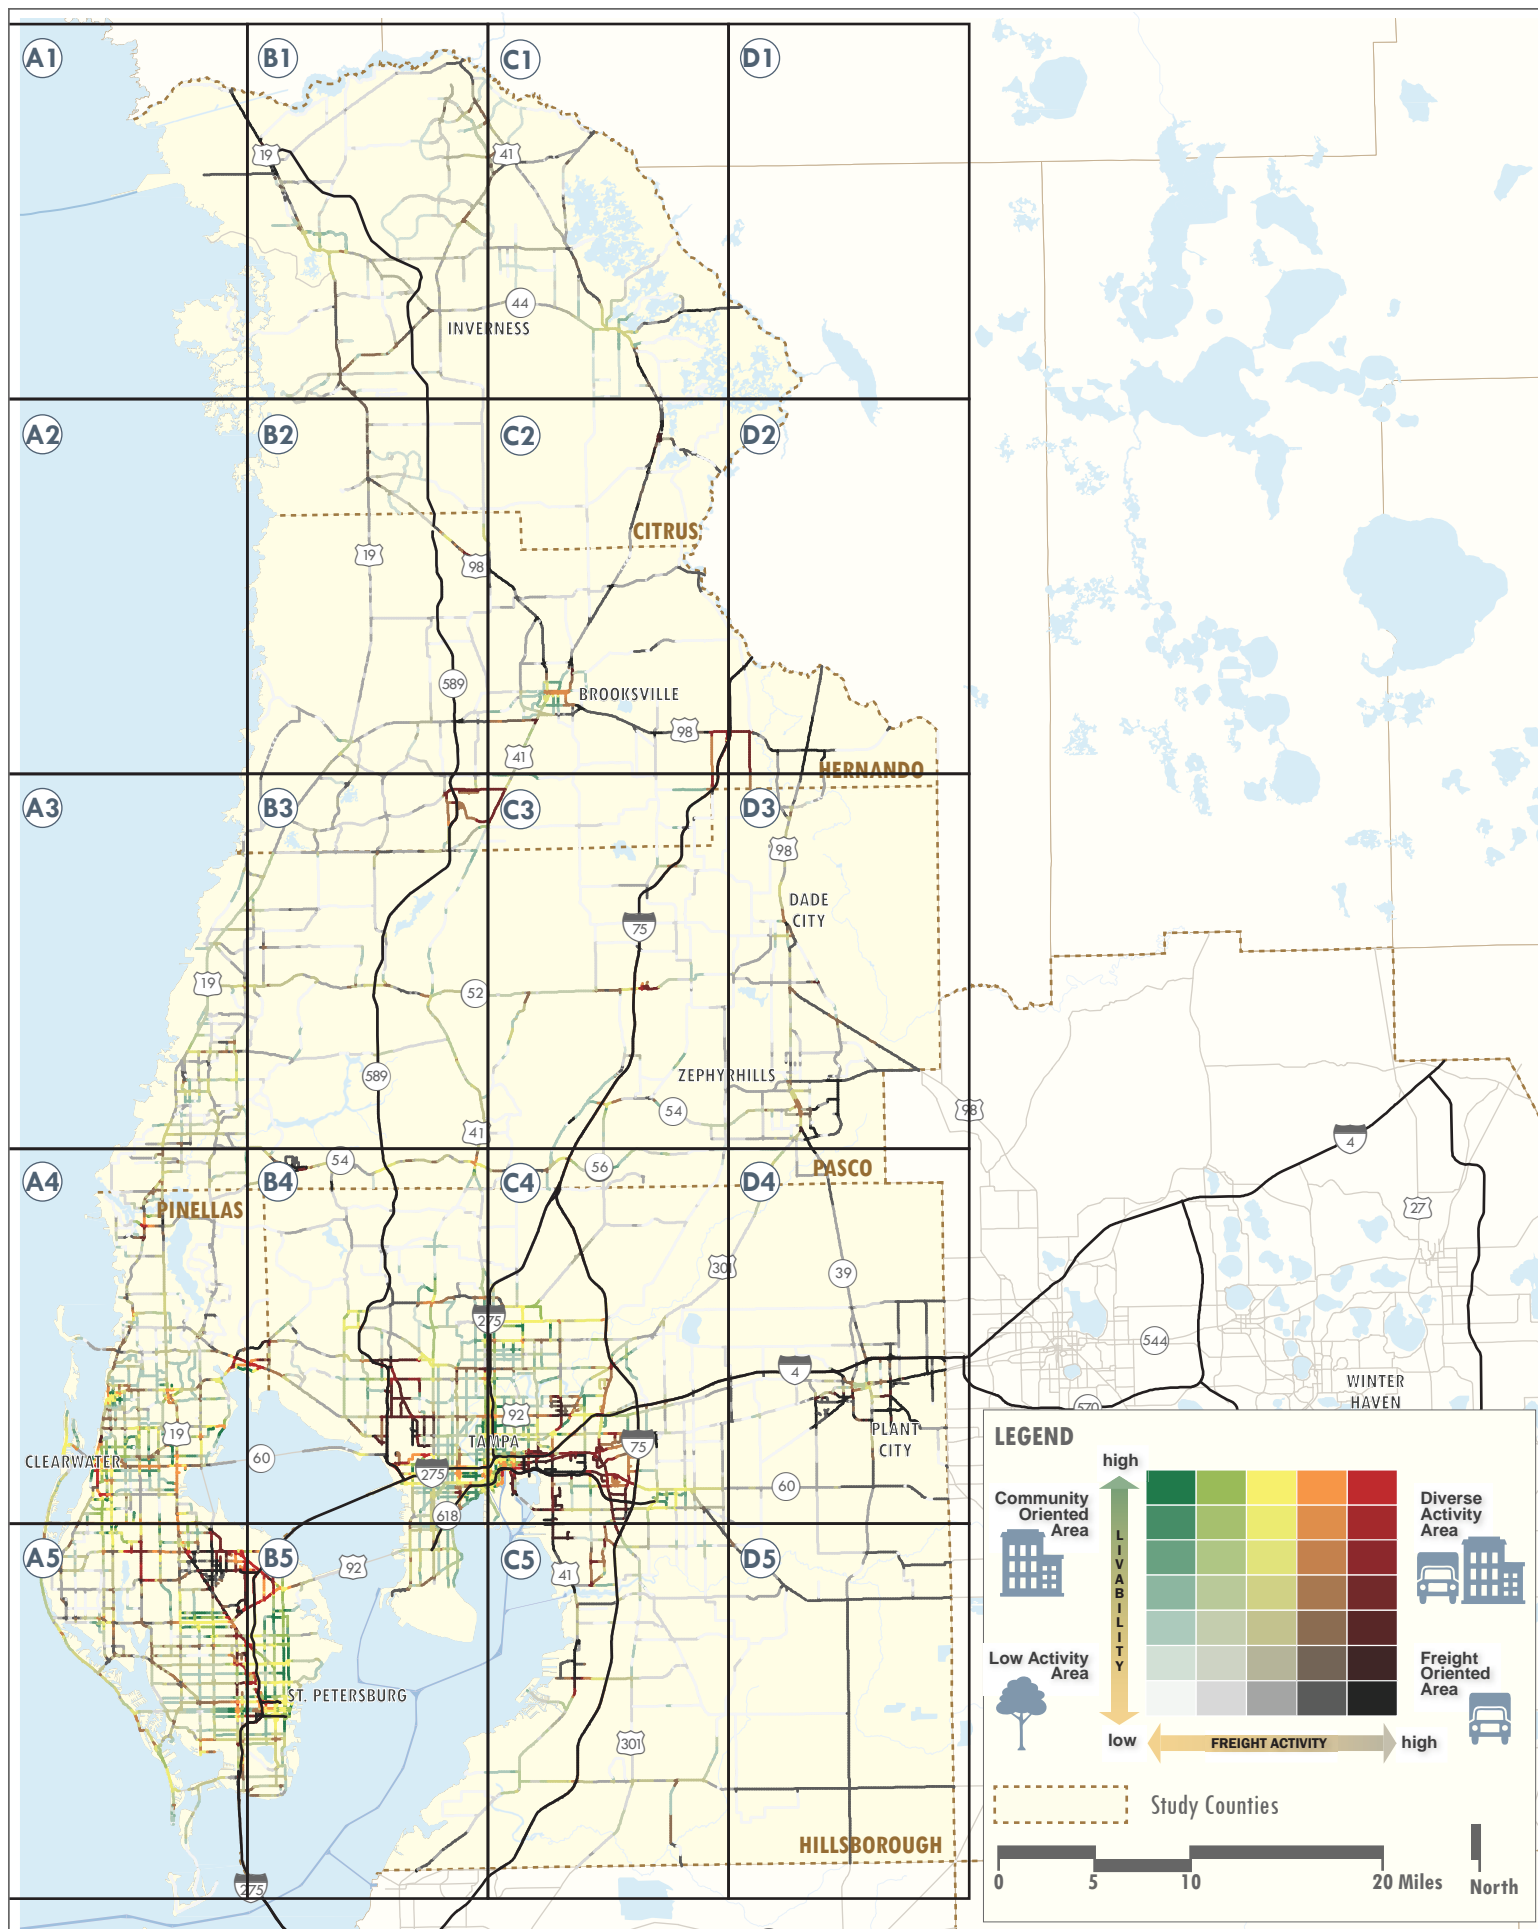 A1
B1
C1
D1
19
41
44
INVERNESS
A2
B2
C2
D2
CITRUS
19
98
589
BROOKSVILLE
98
41
HERNANDO
A3
B3
C3
D3
98
DADE
CITY
75
19
52
589
ZEPHYRHILLS
54
98
41
4
A4
B4
54
C4
56
D4
PASCO
PINELLAS
27
301
39
275
544
4
WINTER
HAVEN
570
92
19
TAMPA
PLANT
CITY
75
CLEARWATER
60
275
60
618
A5
B5
92
C5
41
D5
ST. PETERSBURG
301
HILLSBOROUGH
275
LEGEND
high
Community
Oriented
Area
LIVABILITY
Diverse
Activity
Area
Low Activity
Area
Freight
Oriented
Area
low
FREIGHT ACTIVITY
high
Study Counties
0
5
10
20 Miles
North